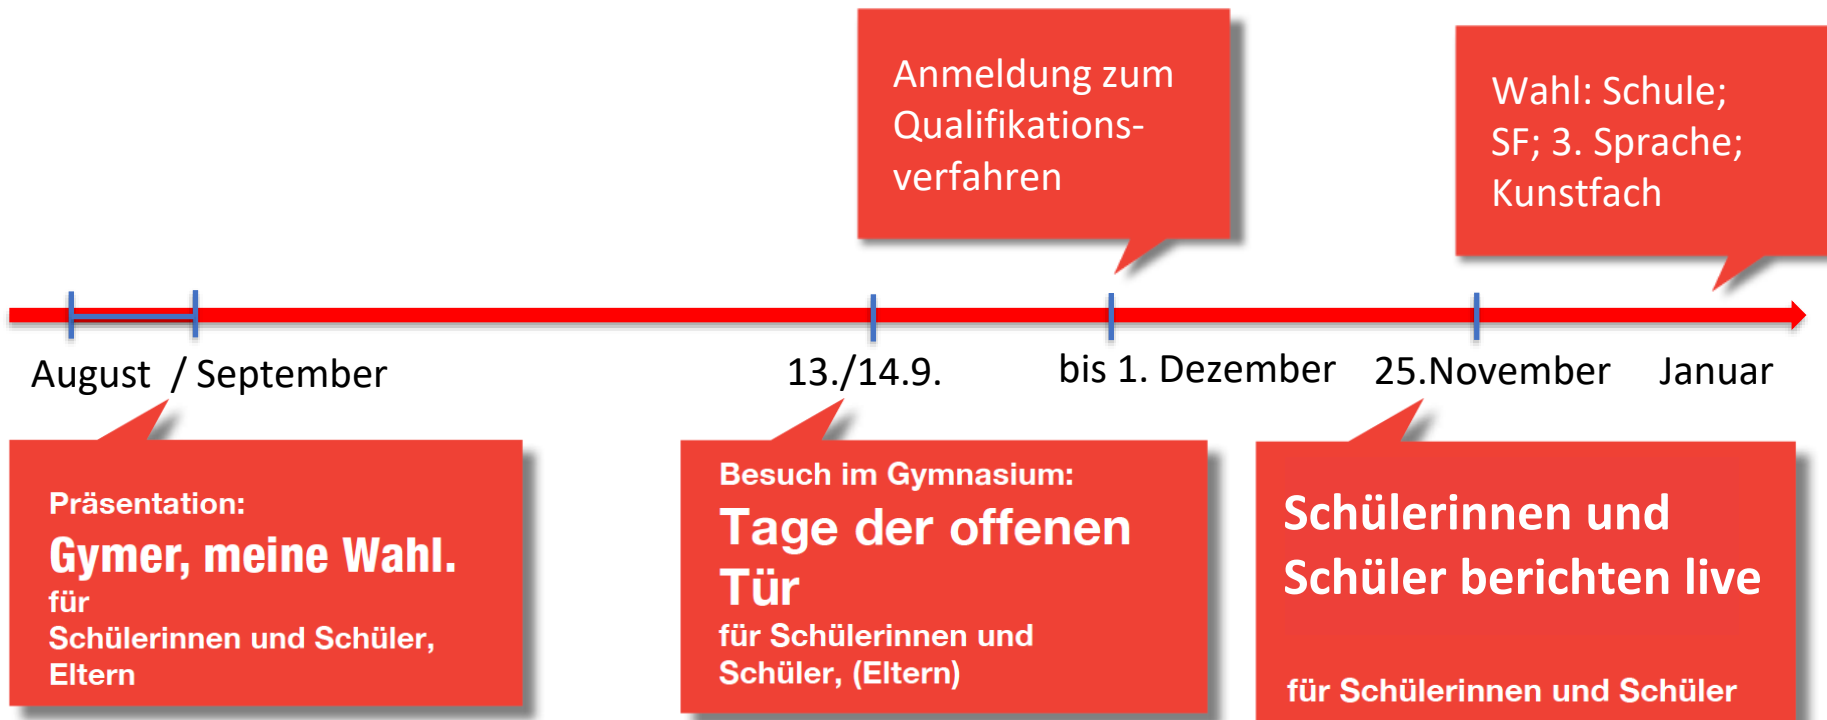 Anmeldung zum
Qualifikations-
verfahren
Wahl: Schule;
SF; 3. Sprache;
Kunstfach
August / September
13./14.9.
bis 1. Dezember
25.November
Januar
Präsentation:
Gymer, meine Wahl.
für
Schülerinnen und Schüler,
Eltern
Besuch im Gymnasium:
Tage der offenen
Tür
für Schülerinnen und
Schüler, (Eltern)
Schülerinnen und
Schüler berichten live
für Schülerinnen und Schüler